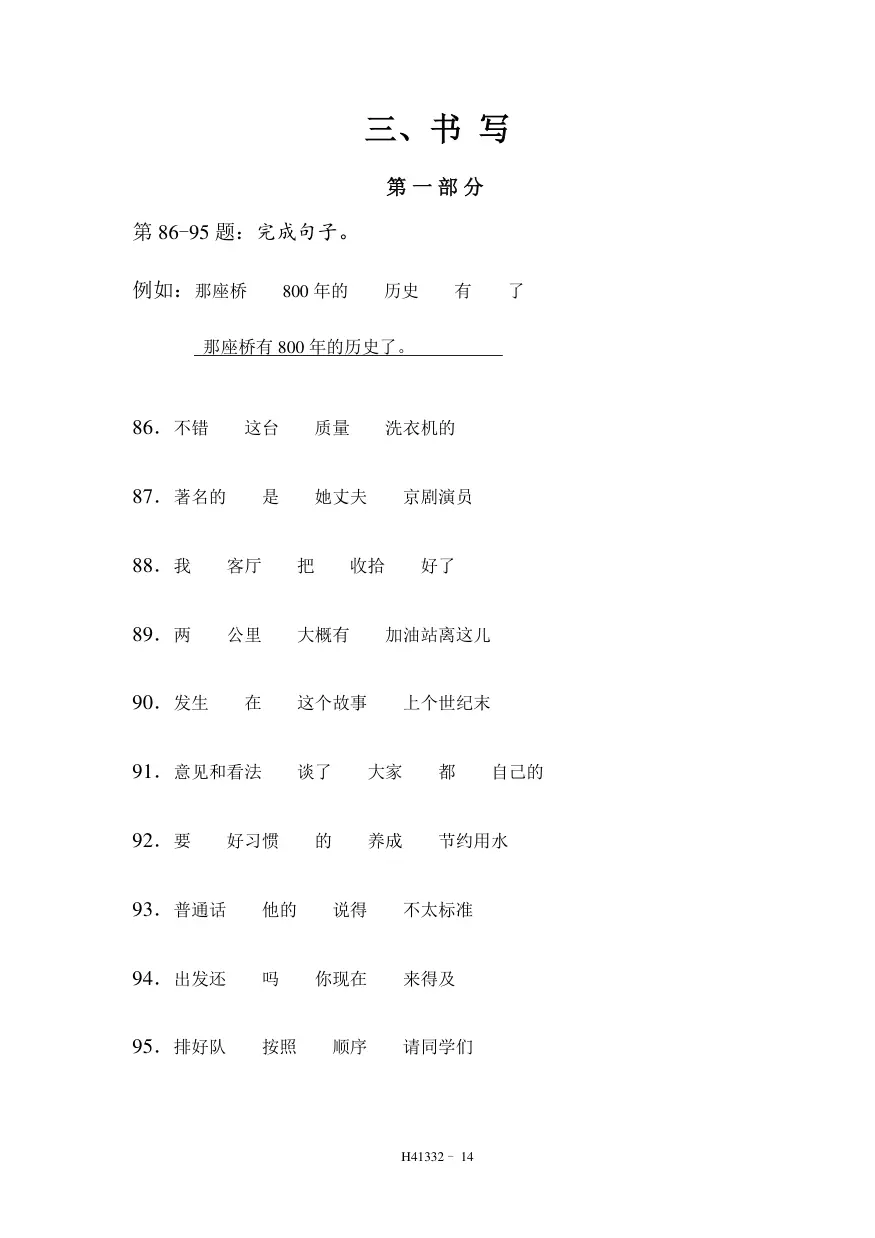 三、书 写
第一部分
第 86-95 题：完成句子。
例如：那座桥 800 年的 历史 有 了
那座桥有 800 年的历史了。
86．不错 这台 质量 洗衣机的
87．著名的 是 她丈夫 京剧演员
88．我 客厅 把 收拾 好了
89．两 公里 大概有 加油站离这儿
90．发生 在 这个故事 上个世纪末
91．意见和看法 谈了 大家 都 自己的
92．要 好习惯 的 养成 节约用水
93．普通话 他的 说得 不太标准
94．出发还 吗 你现在 来得及
95．排好队 按照 顺序 请同学们
H41332 - 14